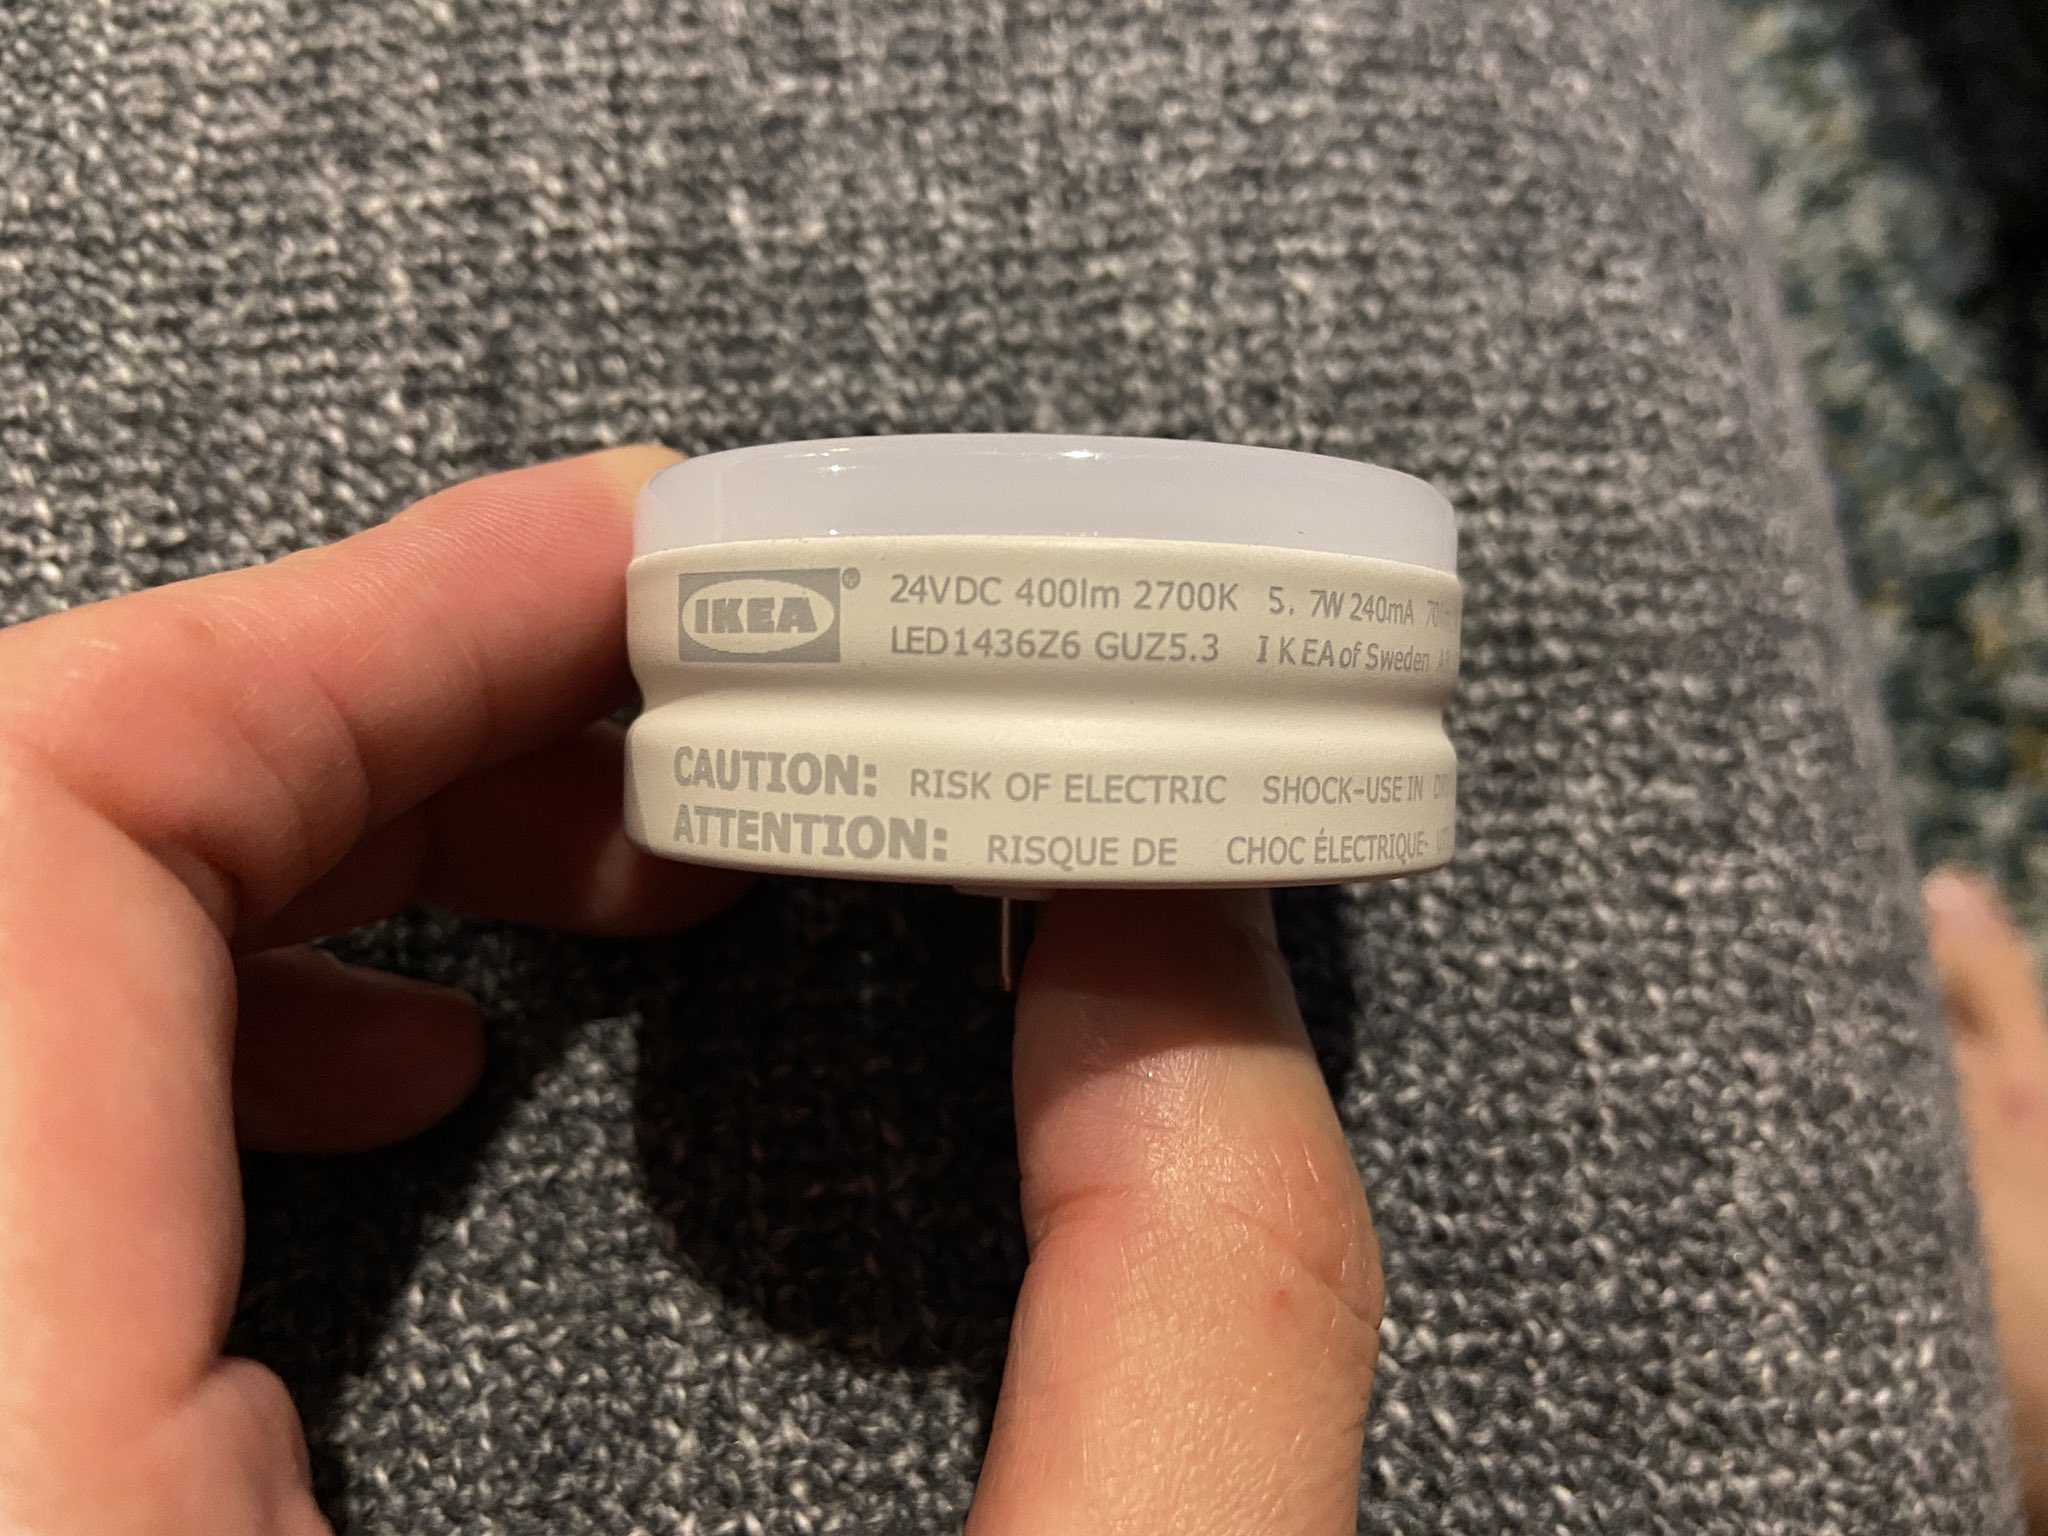 IKEA®
24VDC 400lm 2700K 5. 7W 240mA
LED1436Z6 GUZ5.3 I K EA of Sweden
CAUTION: RISK OF ELECTRIC SHOCK-USE IN
ATTENTION: RISQUE DE CHOC ÉLECTRIQUE-